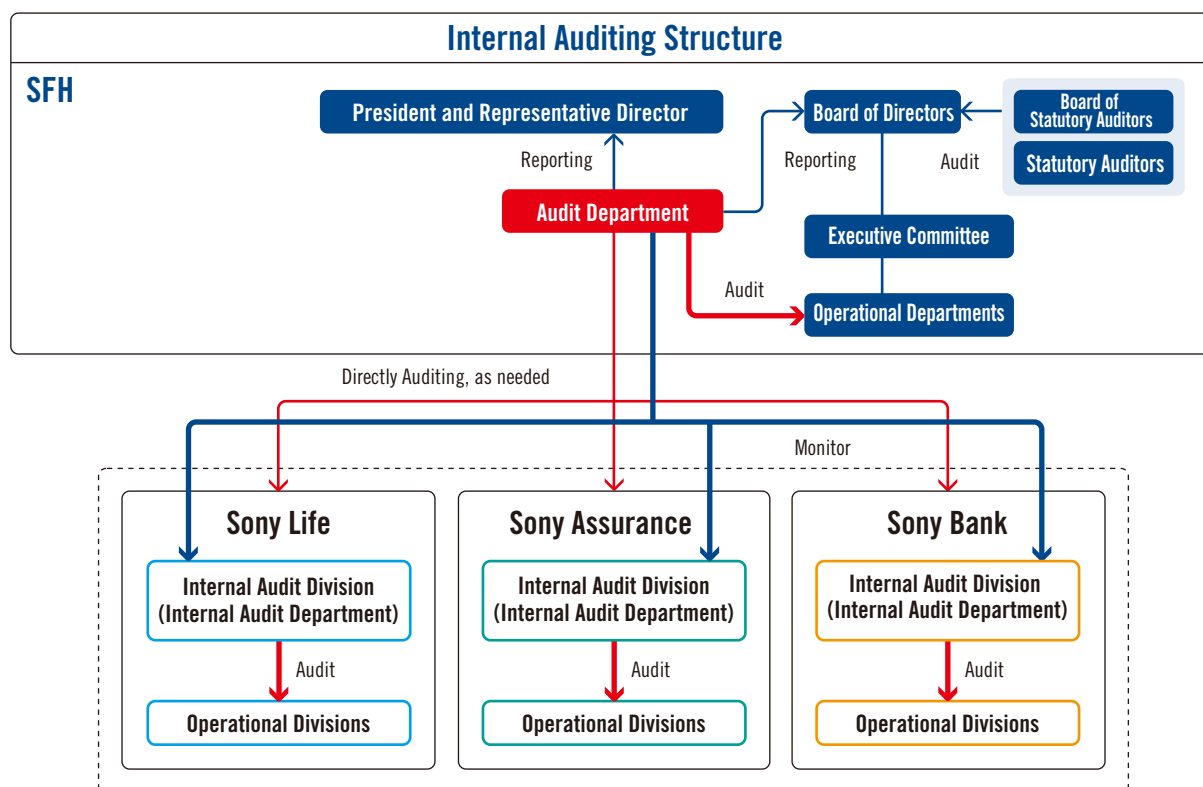 Internal Auditing Structure
SFH
President and Representative Director
Board of Directors
Board of
Statutory Auditors
Statutory Auditors
Reporting
Reporting
Audit
Audit Department
Executive Committee
Audit
Operational Departments
Directly Auditing, as needed
Monitor
Sony Life
Internal Audit Division
(Internal Audit Department)
Audit
Operational Divisions
Sony Assurance
Internal Audit Division
(Internal Audit Department)
Audit
Operational Divisions
Sony Bank
Internal Audit Division
(Internal Audit Department)
Audit
Operational Divisions